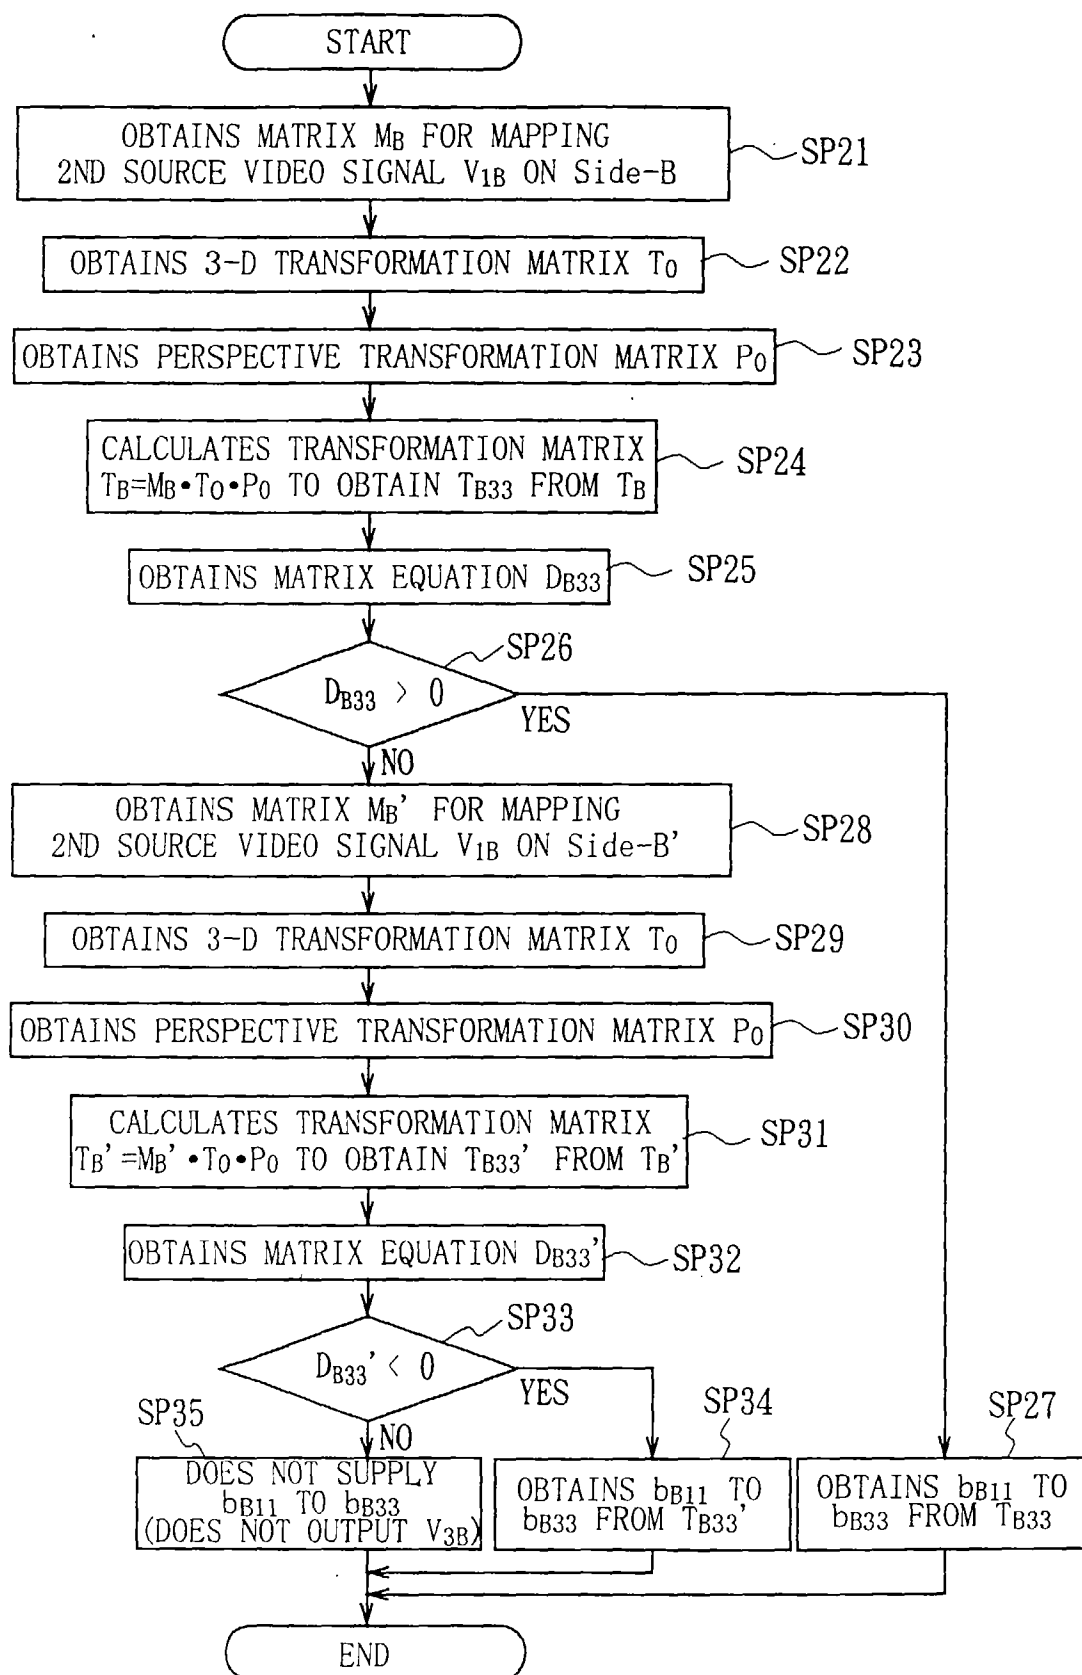 START
OBTAINS MATRIX MB FOR MAPPING
2ND SOURCE VIDEO SIGNAL V1B ON Side-B
SP21
OBTAINS 3-D TRANSFORMATION MATRIX T0
SP22
OBTAINS PERSPECTIVE TRANSFORMATION MATRIX P0
SP23
CALCULATES TRANSFORMATION MATRIX
TB=MB•T0•P0 TO OBTAIN TB33 FROM TB
SP24
OBTAINS MATRIX EQUATION DB33
SP25
SP26
DB33 > 0
YES
NO
OBTAINS MATRIX MB' FOR MAPPING
2ND SOURCE VIDEO SIGNAL V1B ON Side-B'
SP28
OBTAINS 3-D TRANSFORMATION MATRIX T0
SP29
OBTAINS PERSPECTIVE TRANSFORMATION MATRIX P0
SP30
CALCULATES TRANSFORMATION MATRIX
TB'=MB'•T0•P0 TO OBTAIN TB33' FROM TB'
SP31
OBTAINS MATRIX EQUATION DB33'
SP32
SP33
DB33' < 0
YES
NO
SP35
DOES NOT SUPPLY
bB11 TO bB33
(DOES NOT OUTPUT V3B)
SP34
OBTAINS bB11 TO
bB33 FROM TB33'
SP27
OBTAINS bB11 TO
bB33 FROM TB33
END